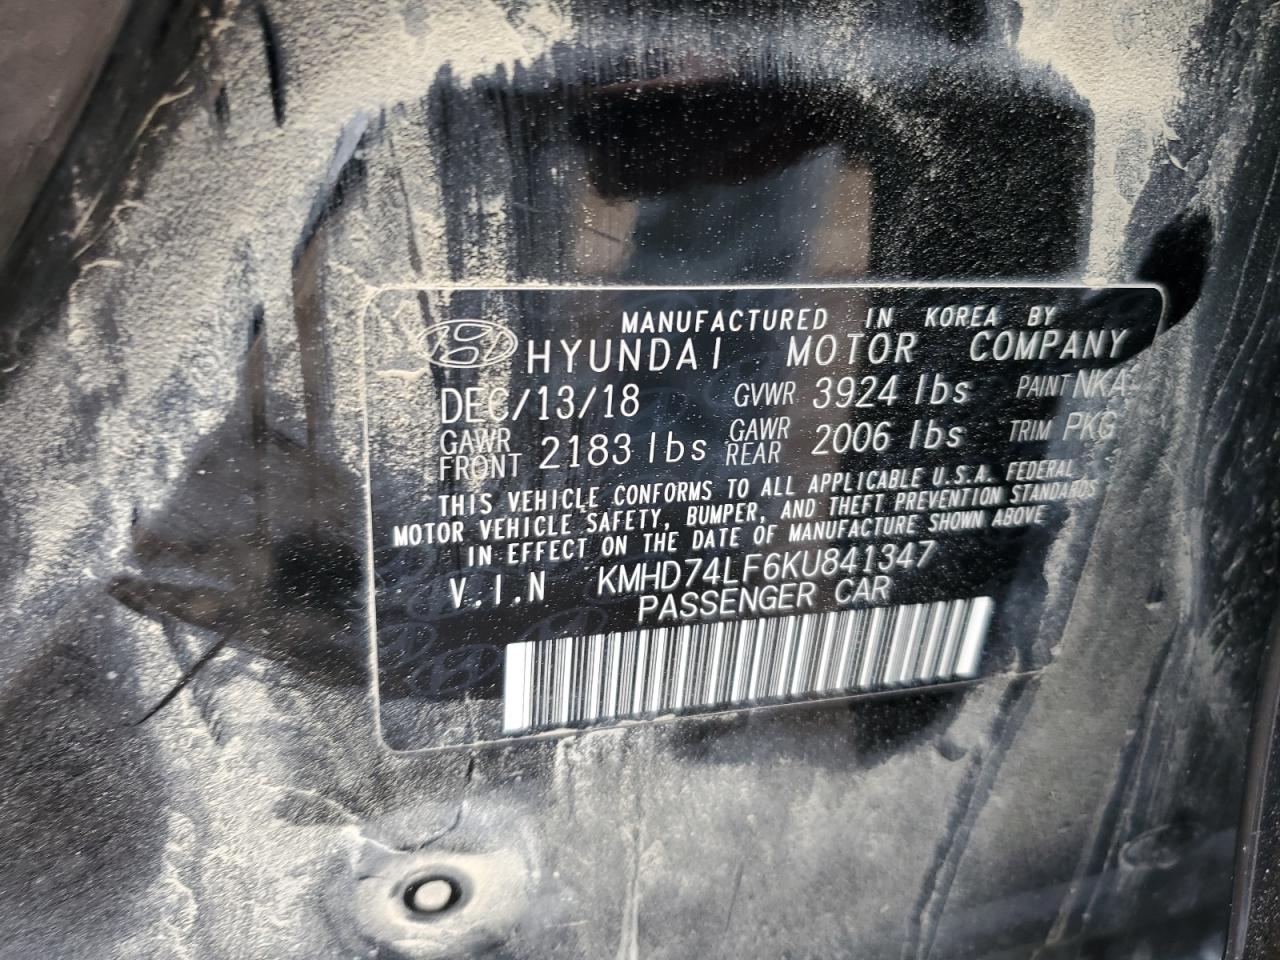 MANUFACTURED IN KOREA BY
HYUNDAI MOTOR COMPANY
DEC/13/18 GVWR 3924 lbs PAINT NKA
GAWR FRONT 2183 lbs GAWR REAR 2006 lbs TRIM PKG
THIS VEHICLE CONFORMS TO ALL APPLICABLE U.S.A. FEDERAL
MOTOR VEHICLE SAFETY, BUMPER, AND THEFT PREVENTION STANDARDS
IN EFFECT ON THE DATE OF MANUFACTURE SHOWN ABOVE
V.I.N KMHD74LF6KU841347
PASSENGER CAR